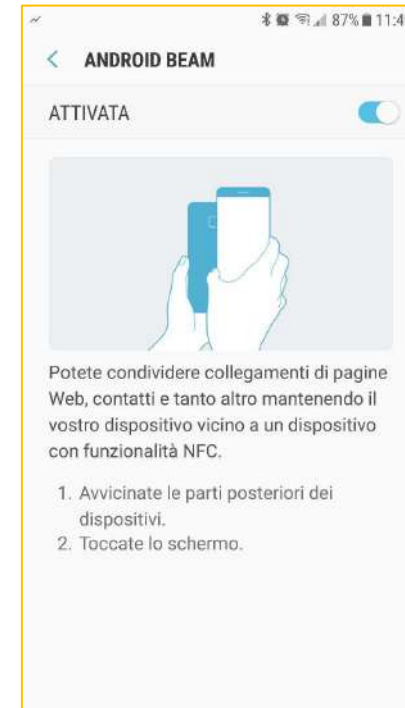 87% 11:4
ANDROID BEAM
ATTIVATA
Potete condividere collegamenti di pagine
Web, contatti e tanto altro mantenendo il
vostro dispositivo vicino a un dispositivo
con funzionalità NFC.
1. Avvicinate le parti posteriori dei
dispositivi.
2. Toccate lo schermo.